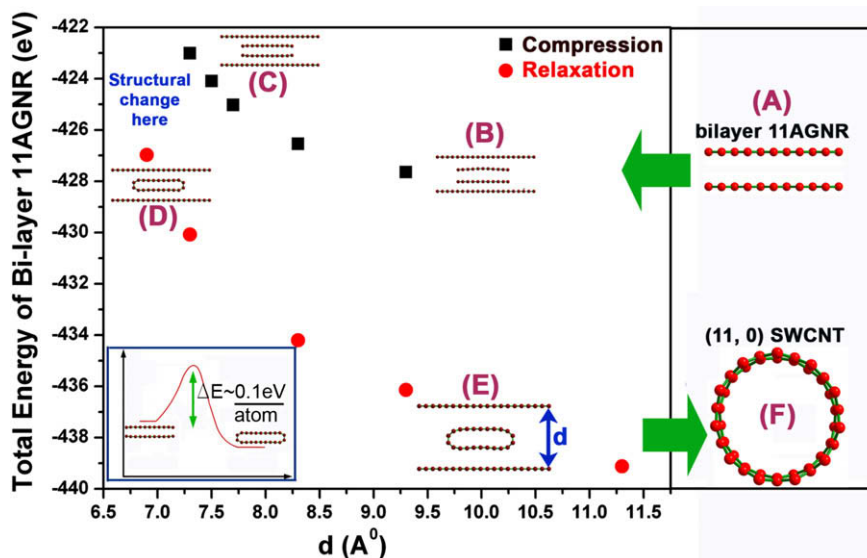 Total Energy of Bi-layer 11AGNR (eV)
-422
-424
-426
-428
-430
-432
-434
-436
-438
-440
Compression
Relaxation
(C)
Structural
change
here
(B)
(D)
(A)
bilayer 11AGNR
ΔE~0.1eV
atom
(E)
d
(11, 0) SWCNT
(F)
6.5 7.0 7.5 8.0 8.5 9.0 9.5 10.0 10.5 11.0 11.5
d (A⁰)